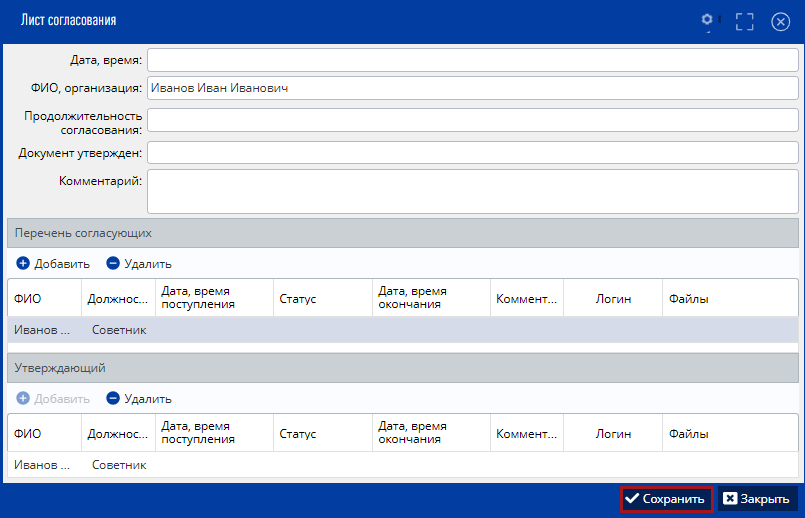 Лист согласования
Дата, время:
ФИО, организация: Иванов Иван Иванович
Продолжительность
согласования:
Документ утвержден:
Комментарий:
Перечень согласующих
Добавить Удалить
ФИО Должнос... Дата, время поступления Статус Дата, время окончания Коммент... Логин Файлы
Иванов ... Советник
Утверждающий
Добавить Удалить
ФИО Должнос... Дата, время поступления Статус Дата, время окончания Коммент... Логин Файлы
Иванов ... Советник
Сохранить Закрыть